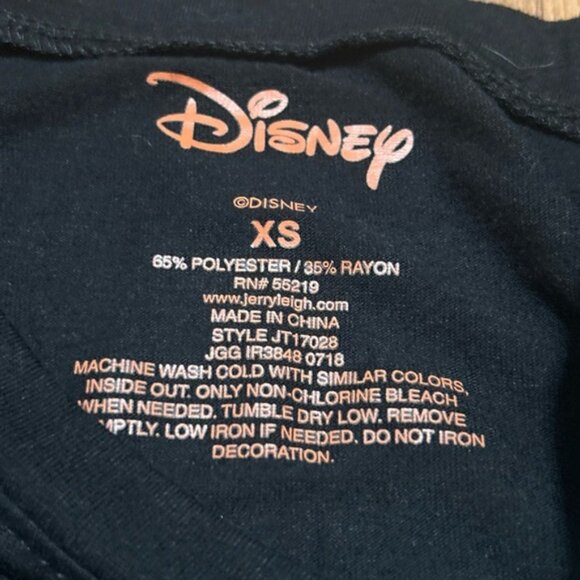 Disney
©DISNEY
XS
65% POLYESTER / 35% RAYON
RN# 55219
www.jerryleigh.com
MADE IN CHINA
STYLE JT17028
JGG IR3848 0718
MACHINE WASH COLD WITH SIMILAR COLORS,
INSIDE OUT. ONLY NON-CHLORINE BLEACH
WHEN NEEDED. TUMBLE DRY LOW. REMOVE
LOW IRON IF NEEDED. DO NOT IRON
DECORATION.